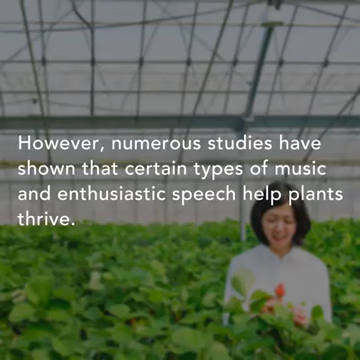 However, numerous studies have
shown that certain types of music
and enthusiastic speech help plants
thrive.